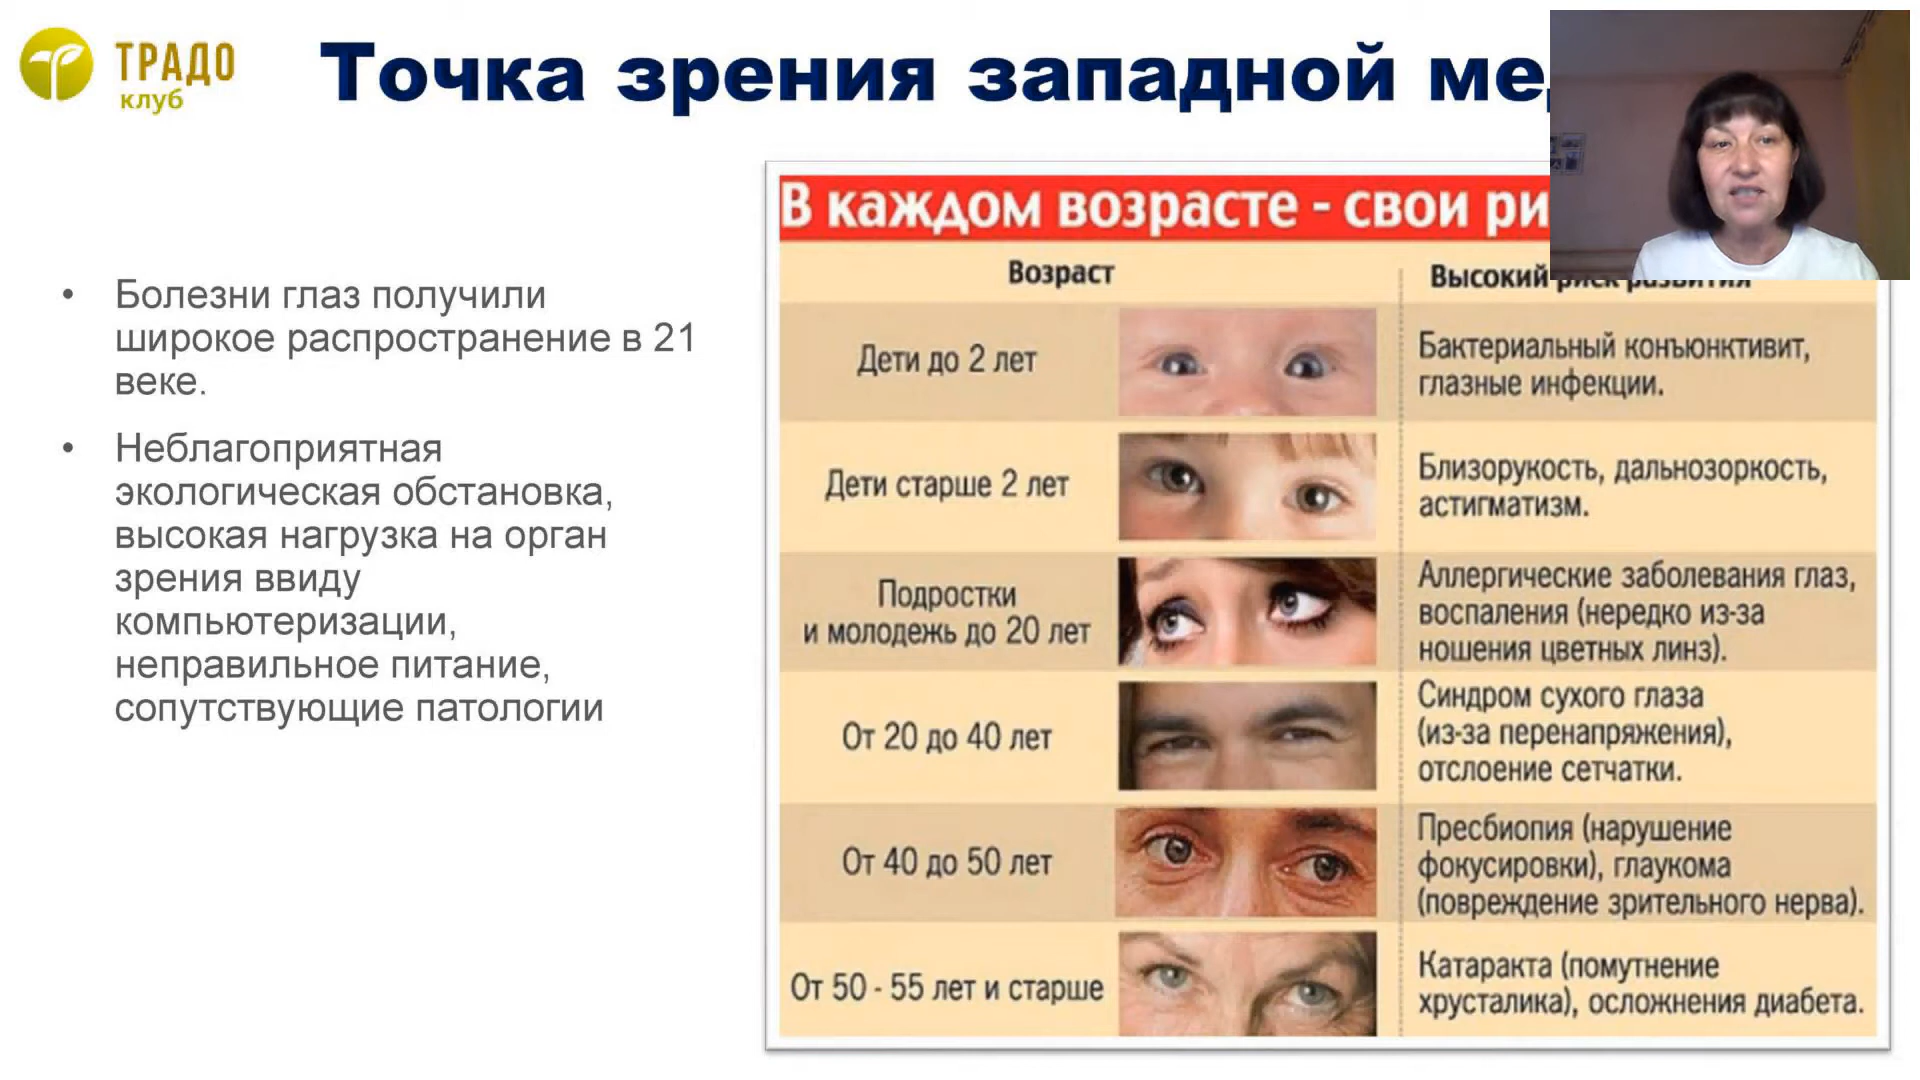 ТРАДО
клуб
Точка зрения западной
• Болезни глаз получили
широкое распространение в 21
веке.
• Неблагоприятная
экологическая обстановка,
высокая нагрузка на орган
зрения ввиду
компьютеризации,
неправильное питание,
сопутствующие патологии
В каждом возрасте - свои
Возраст
Высокий риск развития
Дети до 2 лет
Бактериальный конъюнктивит,
глазные инфекции.
Дети старше 2 лет
Близорукость, дальнозоркость,
астигматизм.
Подростки
и молодежь до 20 лет
Аллергические заболевания глаз,
воспаления (нередко из-за
ношения цветных линз).
От 20 до 40 лет
Синдром сухого глаза
(из-за перенапряжения),
отслоение сетчатки.
От 40 до 50 лет
Пресбиопия (нарушение
фокусировки), глаукома
(повреждение зрительного нерва).
От 50 - 55 лет и старше
Катаракта (помутнение
хрусталика), осложнения диабета.